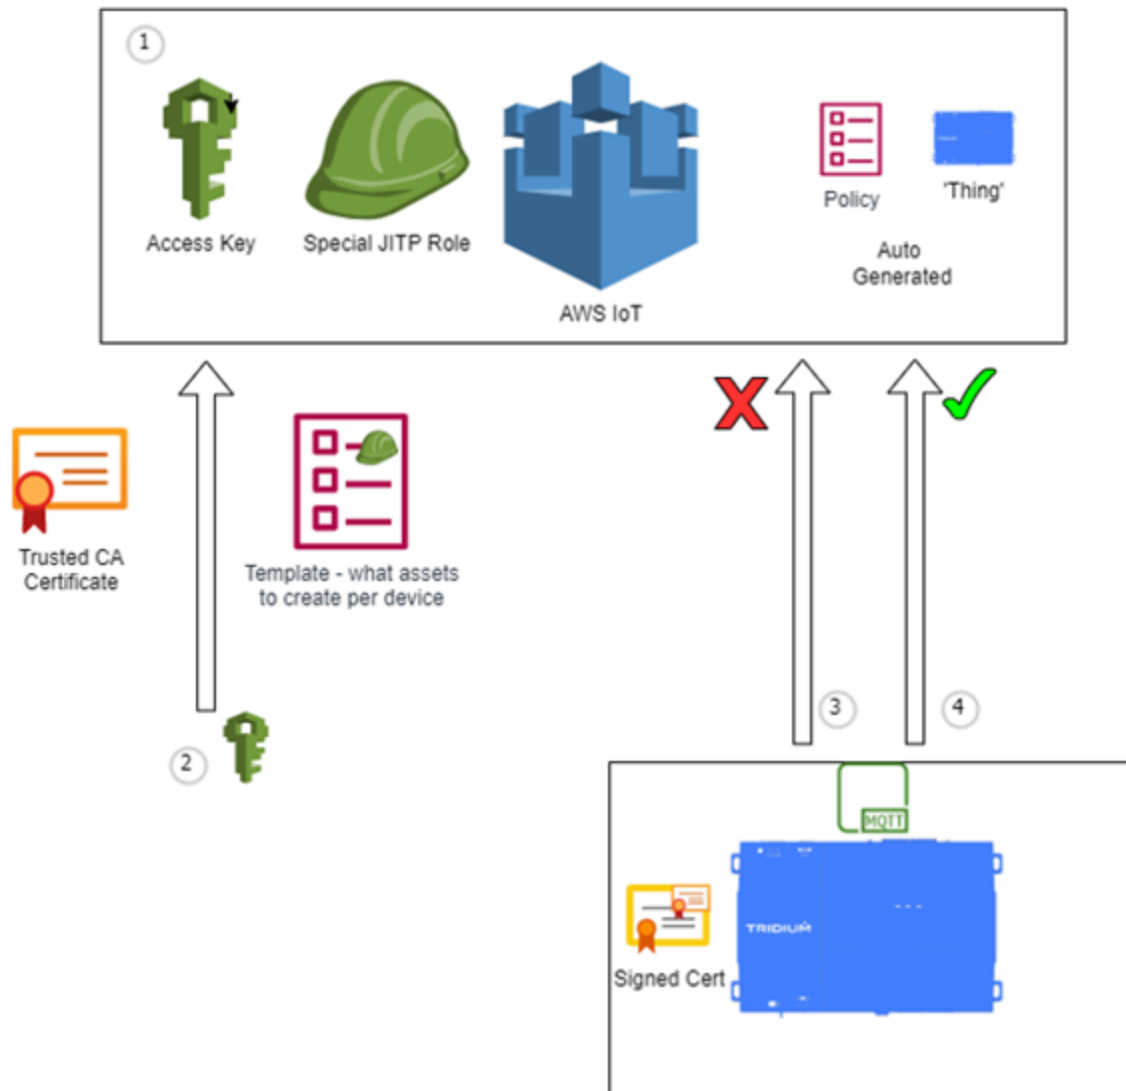 1
Access Key
Special JITP Role
AWS IoT
Policy
'Thing'
Auto
Generated
Trusted CA
Certificate
Template - what assets
to create per device
2
3
4
MQTT
TRIDIUM
Signed Cert